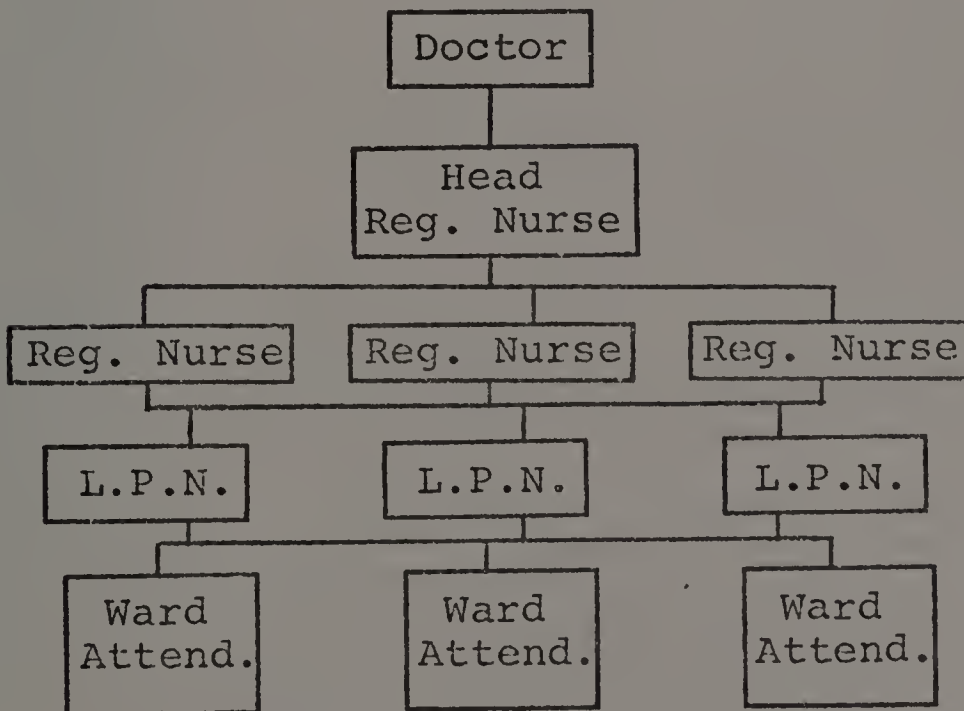 Doctor
Head
Reg. Nurse
Reg. Nurse
Reg. Nurse
Reg. Nurse
L.P.N.
L.P.N.
L.P.N.
Ward
Attend.
Ward
Attend.
Ward
Attend.